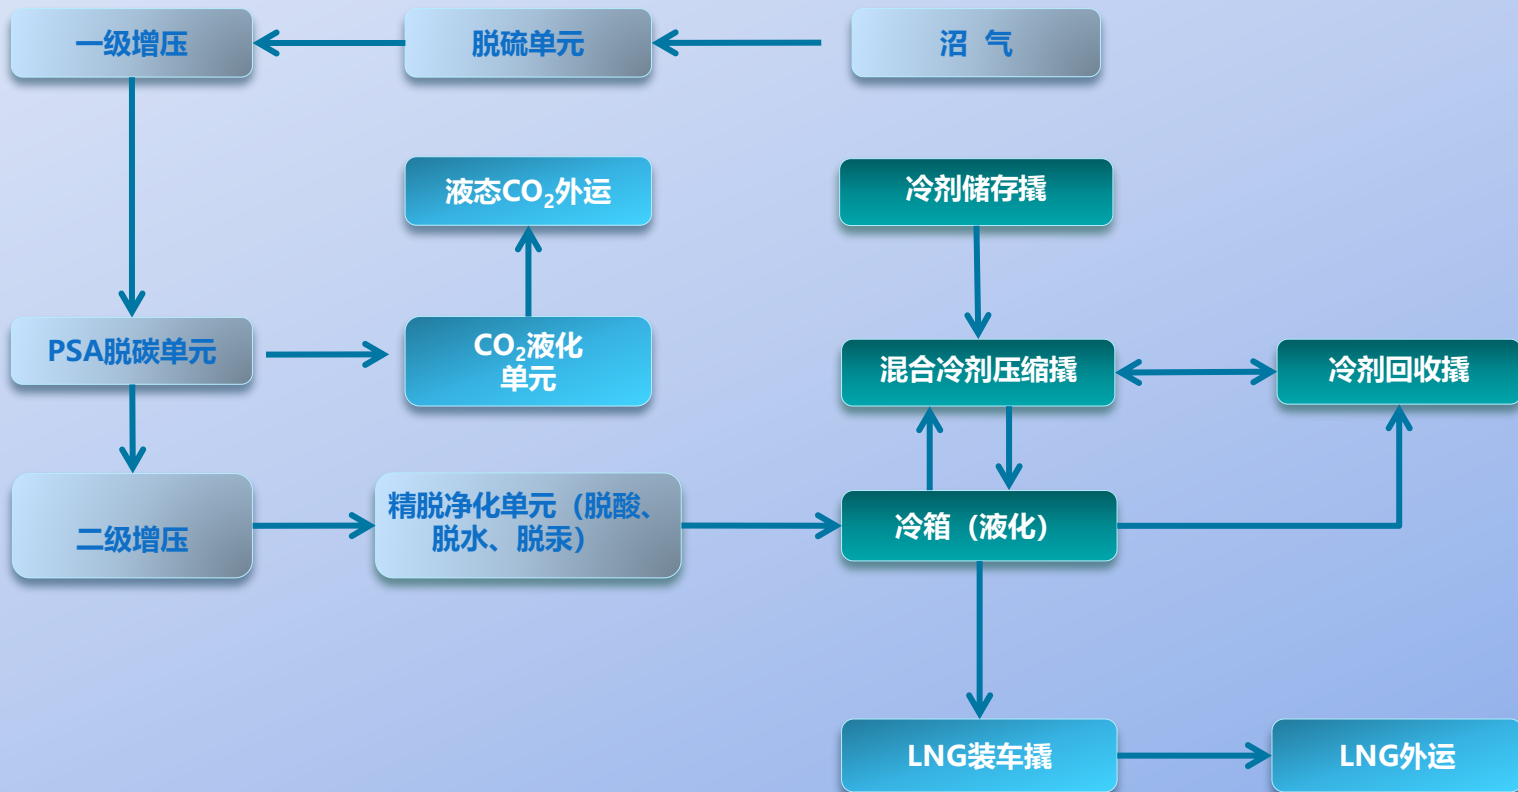 一级增压
脱硫单元
沼 气
液态CO₂外运
冷剂储存撬
PSA脱碳单元
CO₂液化
单元
混合冷剂压缩撬
冷剂回收撬
二级增压
精脱净化单元（脱酸、
脱水、脱汞）
冷箱（液化）
LNG装车撬
LNG外运